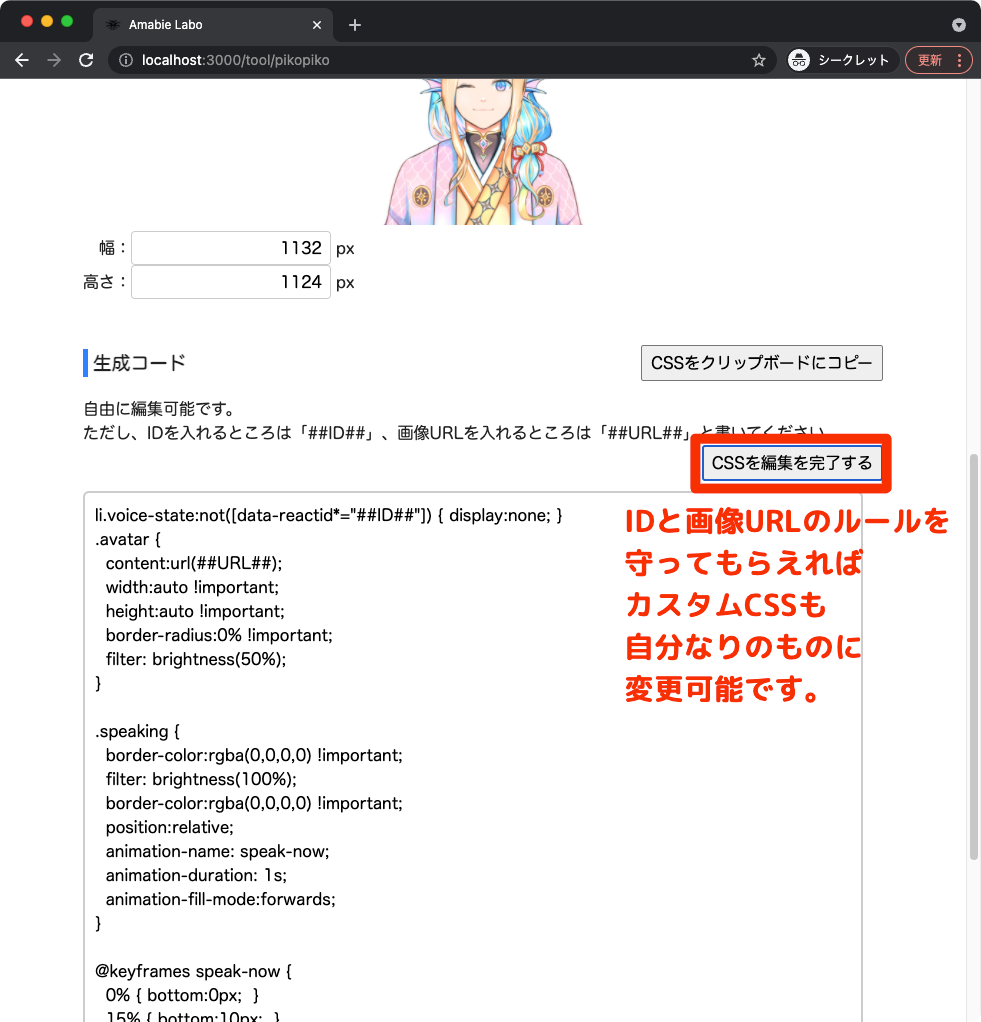 Amabie Labo
localhost:3000/tool/pikopiko
シークレット
更新
幅：1132 px
高さ：1124 px
生成コード
CSSをクリップボードにコピー
自由に編集可能です。
ただし、IDを入れるところは「##ID##」、画像URLを入れるところは「##URL##」と書いてください
CSSを編集を完了する
li.voice-state:not([data-reactid*="##ID##"]) { display:none; }
.avatar {
content:url(##URL##);
width:auto !important;
height:auto !important;
border-radius:0% !important;
filter: brightness(50%);
}
IDと画像URLのルールを
守ってもらえれば
カスタムCSSも
自分なりのものに
変更可能です。
.speaking {
border-color:rgba(0,0,0,0) !important;
filter: brightness(100%);
border-color:rgba(0,0,0,0) !important;
position:relative;
animation-name: speak-now;
animation-duration: 1s;
animation-fill-mode:forwards;
}
@keyframes speak-now {
0% { bottom:0px; }
15% { bottom:10px; }